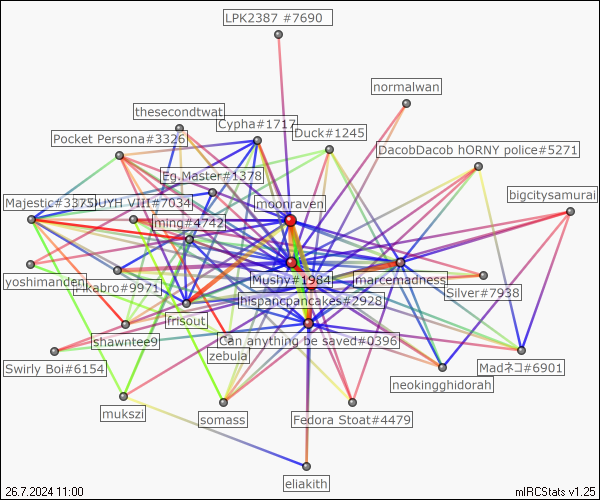 LPK2387 #7690
normalwan
thesecondtwat
Cypha#1717
Duck#1245
Pocket Persona#3326
DacobDacob hORNY police#5271
Eg.Master#1378
bigcitysamurai
Majestic#3375
OUYH VIII#7034
moonraven
ming#4742
yoshimanden
Pikabro#9971
Mushy#1984
marcemadness
Silver#7938
hispancpancakes#2928
frisout
shawntee9
Can anything be saved#0396
zebula
Swirly Boi#6154
Madネコ#6901
neokingghidorah
mukszi
somass
Fedora Stoat#4479
eliakith
26.7.2024 11:00
mIRCStats v1.25